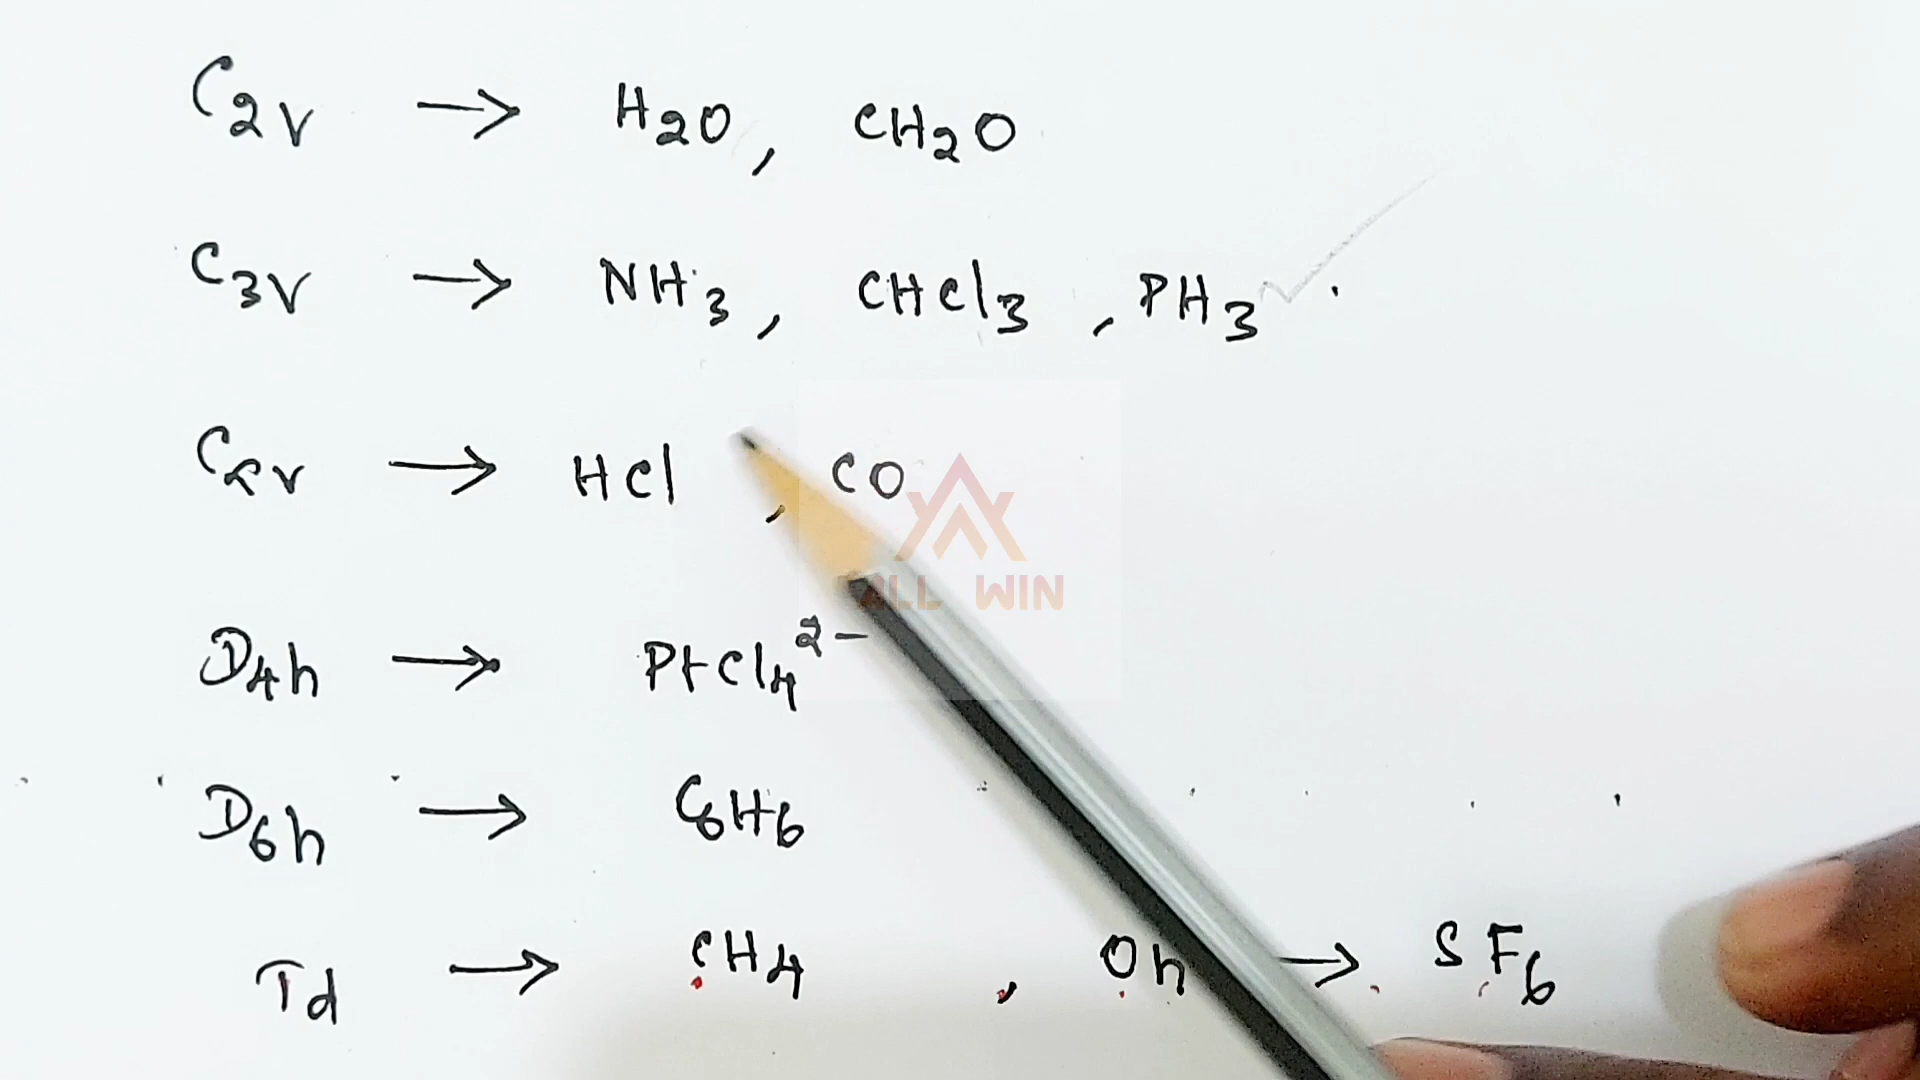 C2v → H2O, CH2O
C3v → NH3, CHCl3, PH3 .
C∝v → HCl, CO
ALL WIN
D4h → PtCl4 2-
D6h → C6H6
Td → CH4, Oh → SF6